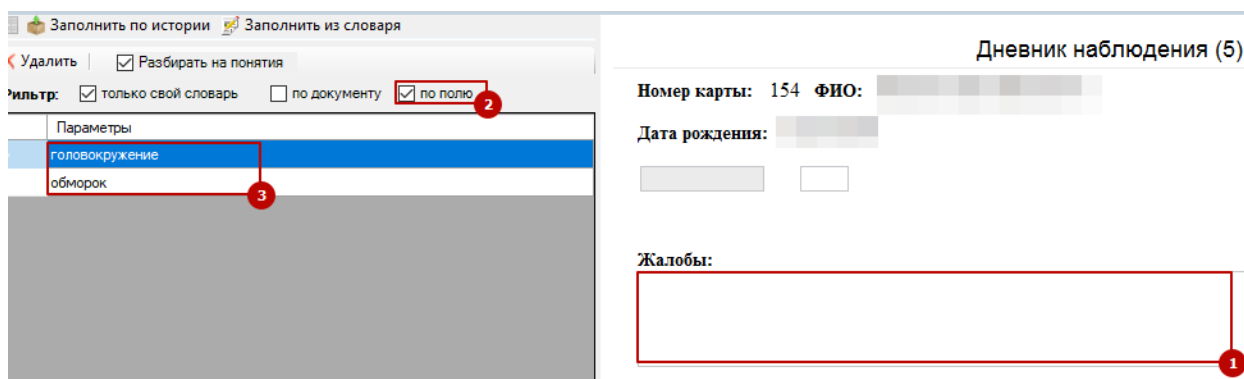 Заполнить по истории Заполнить из словаря
Удалить Разбирать на понятия
Фильтр: только свой словарь по документу по полю 2
Параметры
головокружение
обморок
3
Дневник наблюдения (5)
Номер карты: 154 ФИО:
Дата рождения:
Жалобы:
1